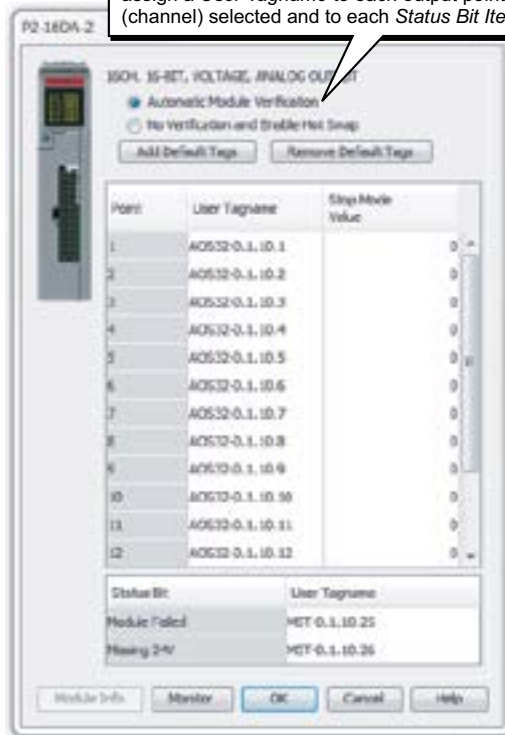 assign a User Tagname to each output point
(channel) selected and to each Status Bit Ite
P2-16DA-2
16CH. 16-BIT, VOLTAGE, ANALOG OUTPUT
Automatic Module Verification
No Verification and Enable Hot Swap
Add Default Tags Remove Default Tags
Point User Tagname Stop Mode
Value
1 AOS32-0.1.10.1 0
2 AOS32-0.1.10.2 0
3 AOS32-0.1.10.3 0
4 AOS32-0.1.10.4 0
5 AOS32-0.1.10.5 0
6 AOS32-0.1.10.6 0
7 AOS32-0.1.10.7 0
8 AOS32-0.1.10.8 0
9 AOS32-0.1.10.9 0
10 AOS32-0.1.10.10 0
11 AOS32-0.1.10.11 0
12 AOS32-0.1.10.12 0
Status Bit User Tagname
Module Failed MST-0.1.10.25
Missing 24V MST-0.1.10.26
Module Info Monitor OK Cancel Help